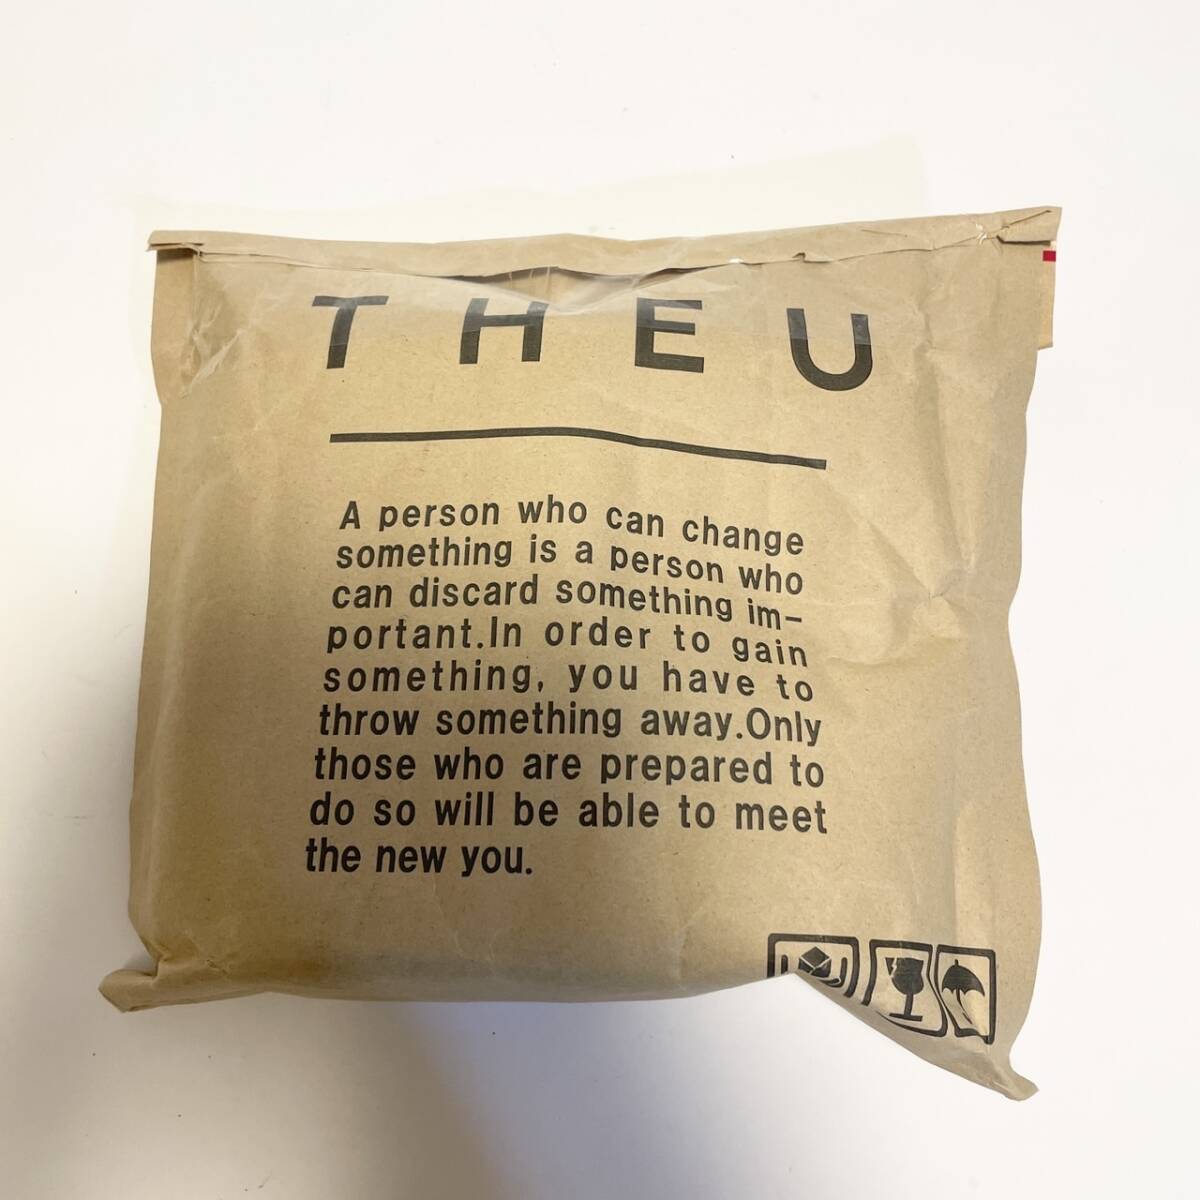 THEU
A person who can change
something is a person who
can discard something im-
portant.In order to gain
something, you have to
throw something away.Only
those who are prepared to
do so will be able to meet
the new you.